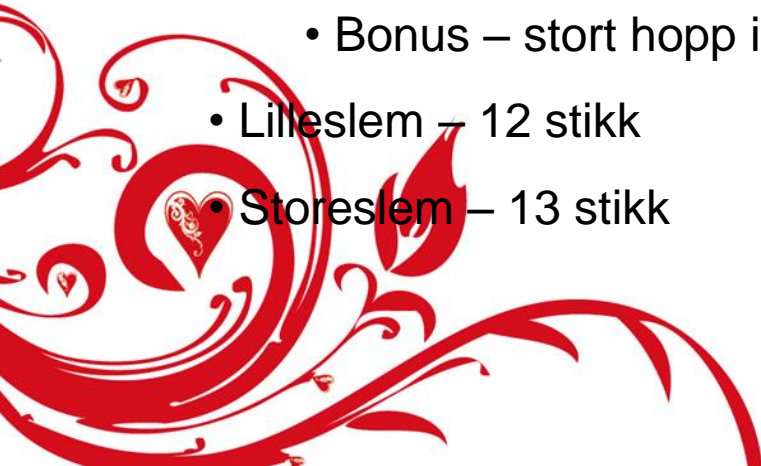 • Bonus – stort hopp i
• Lilleslem – 12 stikk
• Storeslem – 13 stikk